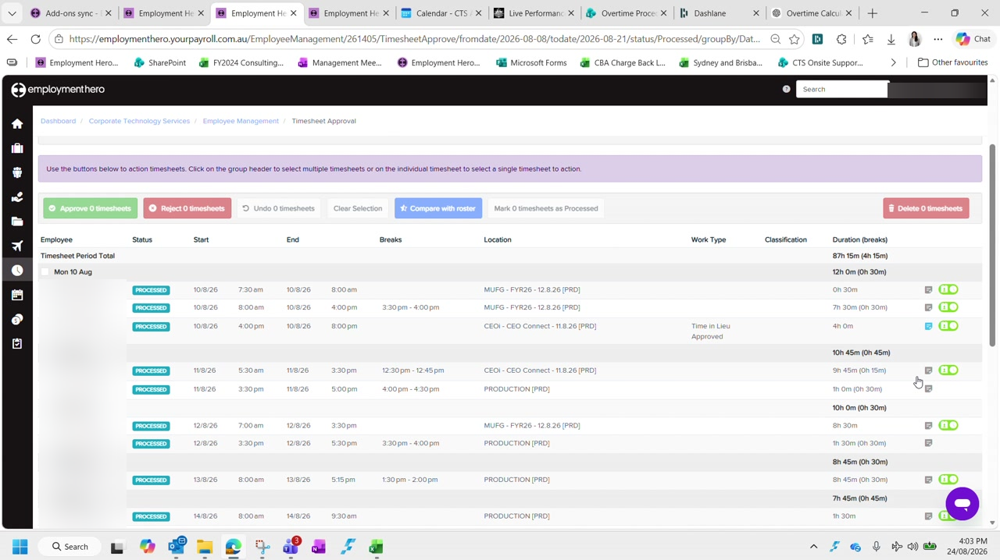 Add-ons sync -
Employment He
Employment He
Employment He
Calendar - CTS
Live Performanc
Overtime Proce
Dashlane
Overtime Calcu
https://employmenthero.yourpayroll.com.au/EmployeeManagement/261405/TimesheetApprove/fromdate/2026-08-08/todate/2026-08-21/status/Processed/groupBy/Dat...
Chat
Employment Hero...
SharePoint
FY2024 Consulting...
Management Mee...
Employment Hero...
Microsoft Forms
CBA Charge Back L...
Sydney and Brisba...
CTS Onsite Suppor...
Other favourites
employmenthero
Search
Dashboard / Corporate Technology Services / Employee Management / Timesheet Approval
Use the buttons below to action timesheets. Click on the group header to select multiple timesheets or on the individual timesheet to select a single timesheet to action.
Approve 0 timesheets Reject 0 timesheets Undo 0 timesheets Clear Selection Compare with roster Mark 0 timesheets as Processed Delete 0 timesheets
Employee Status Start End Breaks Location Work Type Classification Duration (breaks)
Timesheet Period Total 87h 15m (4h 15m)
Mon 10 Aug 12h 0m (0h 30m)
PROCESSED 10/8/26 7:30 am 10/8/26 8:00 am MUFG - FYR26 - 12.8.26 [PRD] 0h 30m
PROCESSED 10/8/26 8:00 am 10/8/26 4:00 pm 3:30 pm - 4:00 pm MUFG - FYR26 - 12.8.26 [PRD] 7h 30m (0h 30m)
PROCESSED 10/8/26 4:00 pm 10/8/26 8:00 pm CEOi - CEO Connect - 11.8.26 [PRD] Time in Lieu 4h 0m
Approved
10h 45m (0h 45m)
PROCESSED 11/8/26 5:30 am 11/8/26 3:30 pm 12:30 pm - 12:45 pm CEOi - CEO Connect - 11.8.26 [PRD] 9h 45m (0h 15m)
PROCESSED 11/8/26 3:30 pm 11/8/26 5:00 pm 4:00 pm - 4:30 pm PRODUCTION [PRD] 1h 0m (0h 30m)
10h 0m (0h 30m)
PROCESSED 12/8/26 7:00 am 12/8/26 3:30 pm MUFG - FYR26 - 12.8.26 [PRD] 8h 30m
PROCESSED 12/8/26 3:30 pm 12/8/26 5:30 pm 3:30 pm - 4:00 pm PRODUCTION [PRD] 1h 30m (0h 30m)
8h 45m (0h 30m)
PROCESSED 13/8/26 8:00 am 13/8/26 5:15 pm 1:30 pm - 2:00 pm PRODUCTION [PRD] 8h 45m (0h 30m)
7h 45m (0h 45m)
PROCESSED 14/8/26 8:00 am 14/8/26 9:30 am PRODUCTION [PRD] 1h 30m
Search
3
4:03 PM
24/08/2026